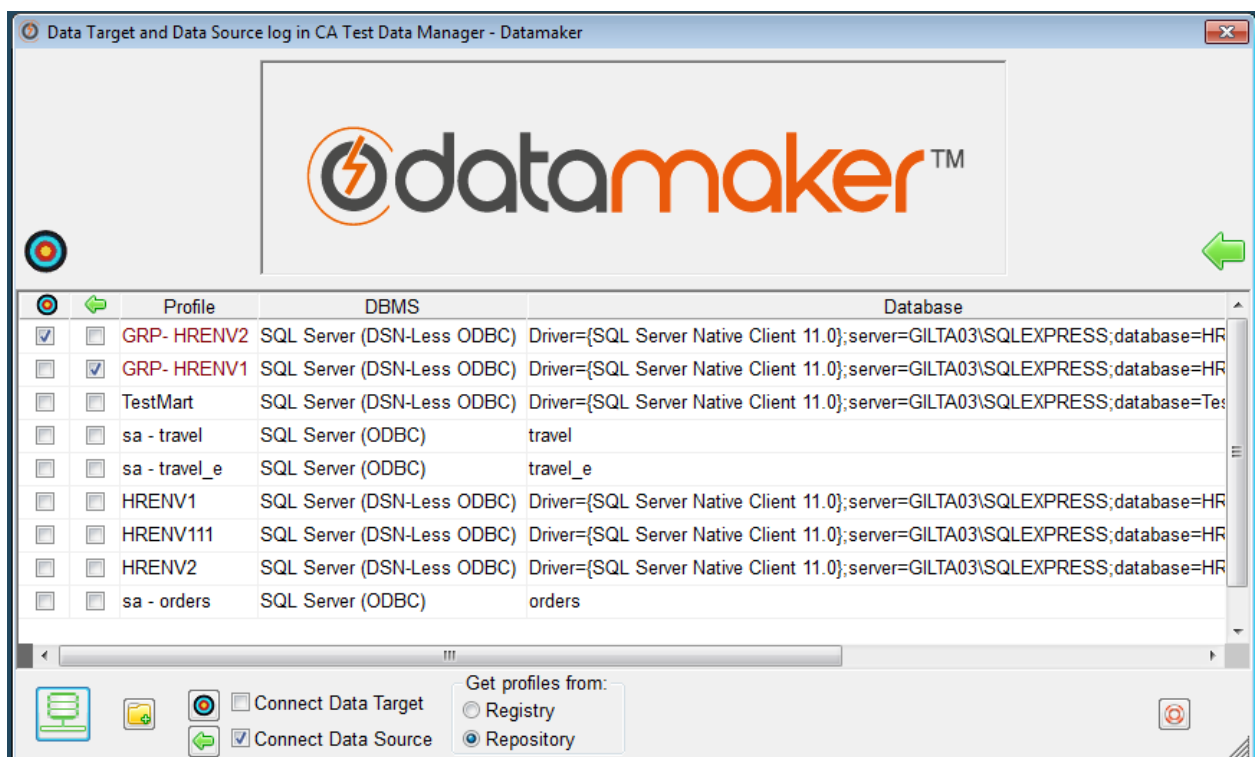 Data Target and Data Source log in CA Test Data Manager - Datamaker
datamaker™
Profile DBMS Database
GRP- HRENV2 SQL Server (DSN-Less ODBC) Driver={SQL Server Native Client 11.0};server=GILTA03\SQLEXPRESS;database=HR
GRP- HRENV1 SQL Server (DSN-Less ODBC) Driver={SQL Server Native Client 11.0};server=GILTA03\SQLEXPRESS;database=HR
TestMart SQL Server (DSN-Less ODBC) Driver={SQL Server Native Client 11.0};server=GILTA03\SQLEXPRESS;database=Tes
sa - travel SQL Server (ODBC) travel
sa - travel_e SQL Server (ODBC) travel_e
HRENV1 SQL Server (DSN-Less ODBC) Driver={SQL Server Native Client 11.0};server=GILTA03\SQLEXPRESS;database=HR
HRENV111 SQL Server (DSN-Less ODBC) Driver={SQL Server Native Client 11.0};server=GILTA03\SQLEXPRESS;database=HR
HRENV2 SQL Server (DSN-Less ODBC) Driver={SQL Server Native Client 11.0};server=GILTA03\SQLEXPRESS;database=HR
sa - orders SQL Server (ODBC) orders
Get profiles from:
Connect Data Target
Registry
Connect Data Source
Repository